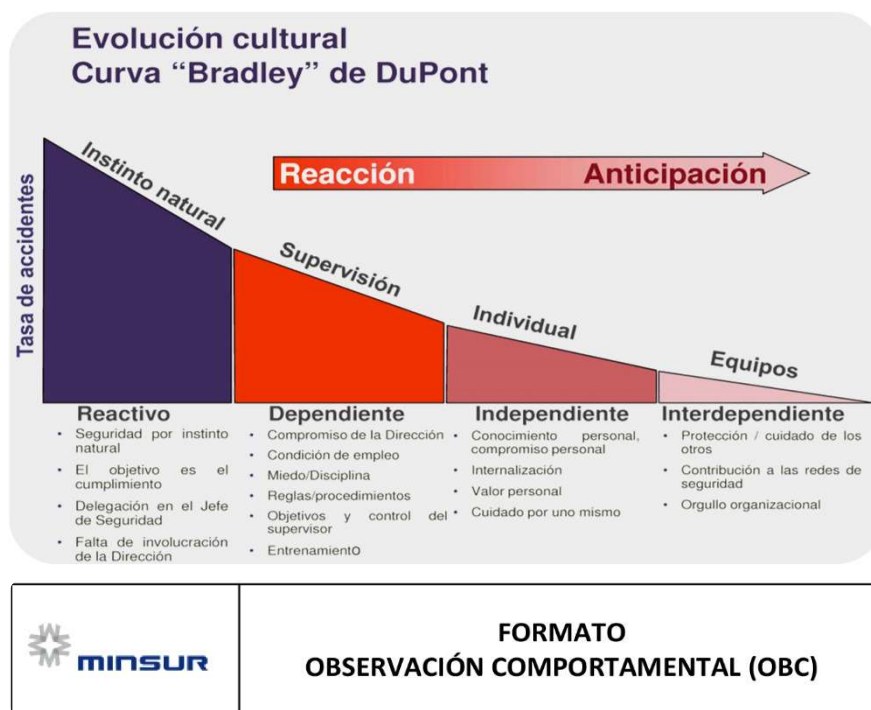 Evolución cultural
Curva “Bradley” de DuPont
Instinto natural
Reacción
Anticipación
Supervisión
Individual
Equipos
Tasa de accidentes
Reactivo
• Seguridad por instinto
natural
• El objetivo es el
cumplimiento
• Delegación en el Jefe
de Seguridad
• Falta de involucración
de la Dirección
Dependiente
• Compromiso de la Dirección
• Condición de empleo
• Miedo/Disciplina
• Reglas/procedimientos
• Objetivos y control del
supervisor
• Entrenamiento
Independiente
• Conocimiento personal,
compromiso personal
• Internalización
• Valor personal
• Cuidado por uno mismo
Interdependiente
• Protección / cuidado de los
otros
• Contribución a las redes de
seguridad
• Orgullo organizacional
MINSUR
FORMATO
OBSERVACIÓN COMPORTAMENTAL (OBC)